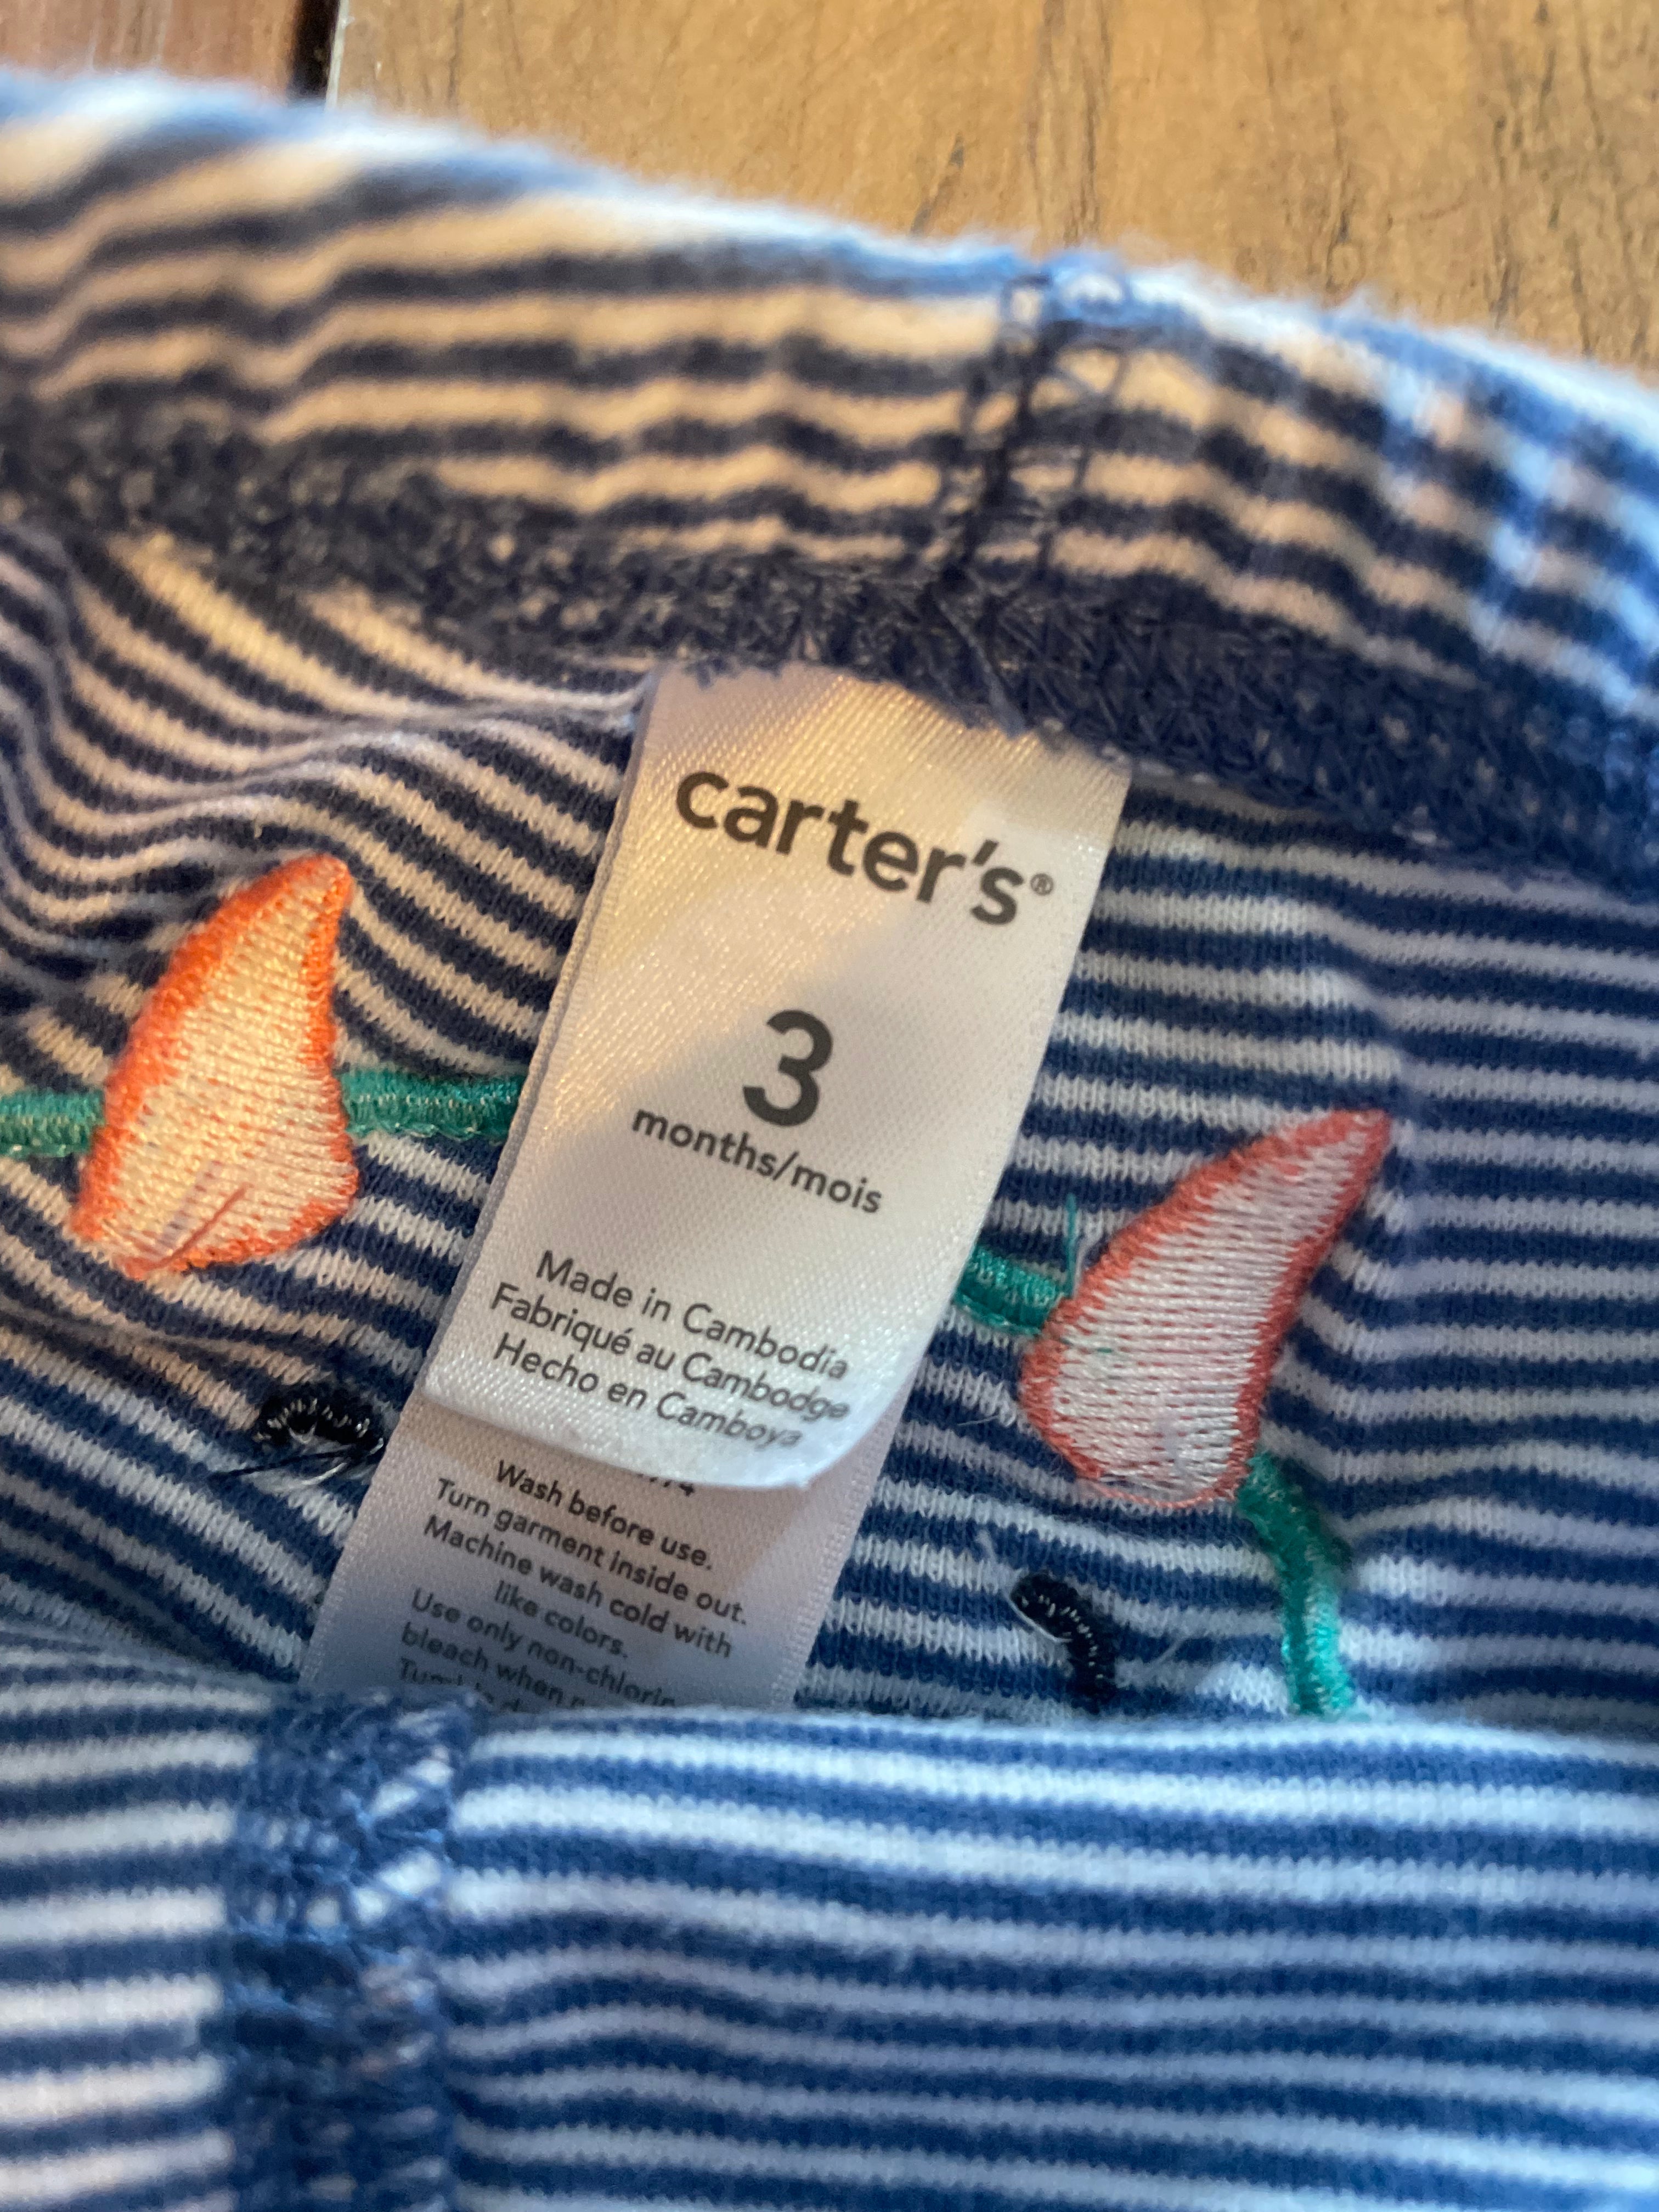 carter's®
3
months/mois
Made in Cambodia
Fabriqué au Cambodge
Hecho en Camboya
Wash before use.
Turn garment inside out.
Machine wash cold with
like colors.
Use only non-chlorin
bleach when